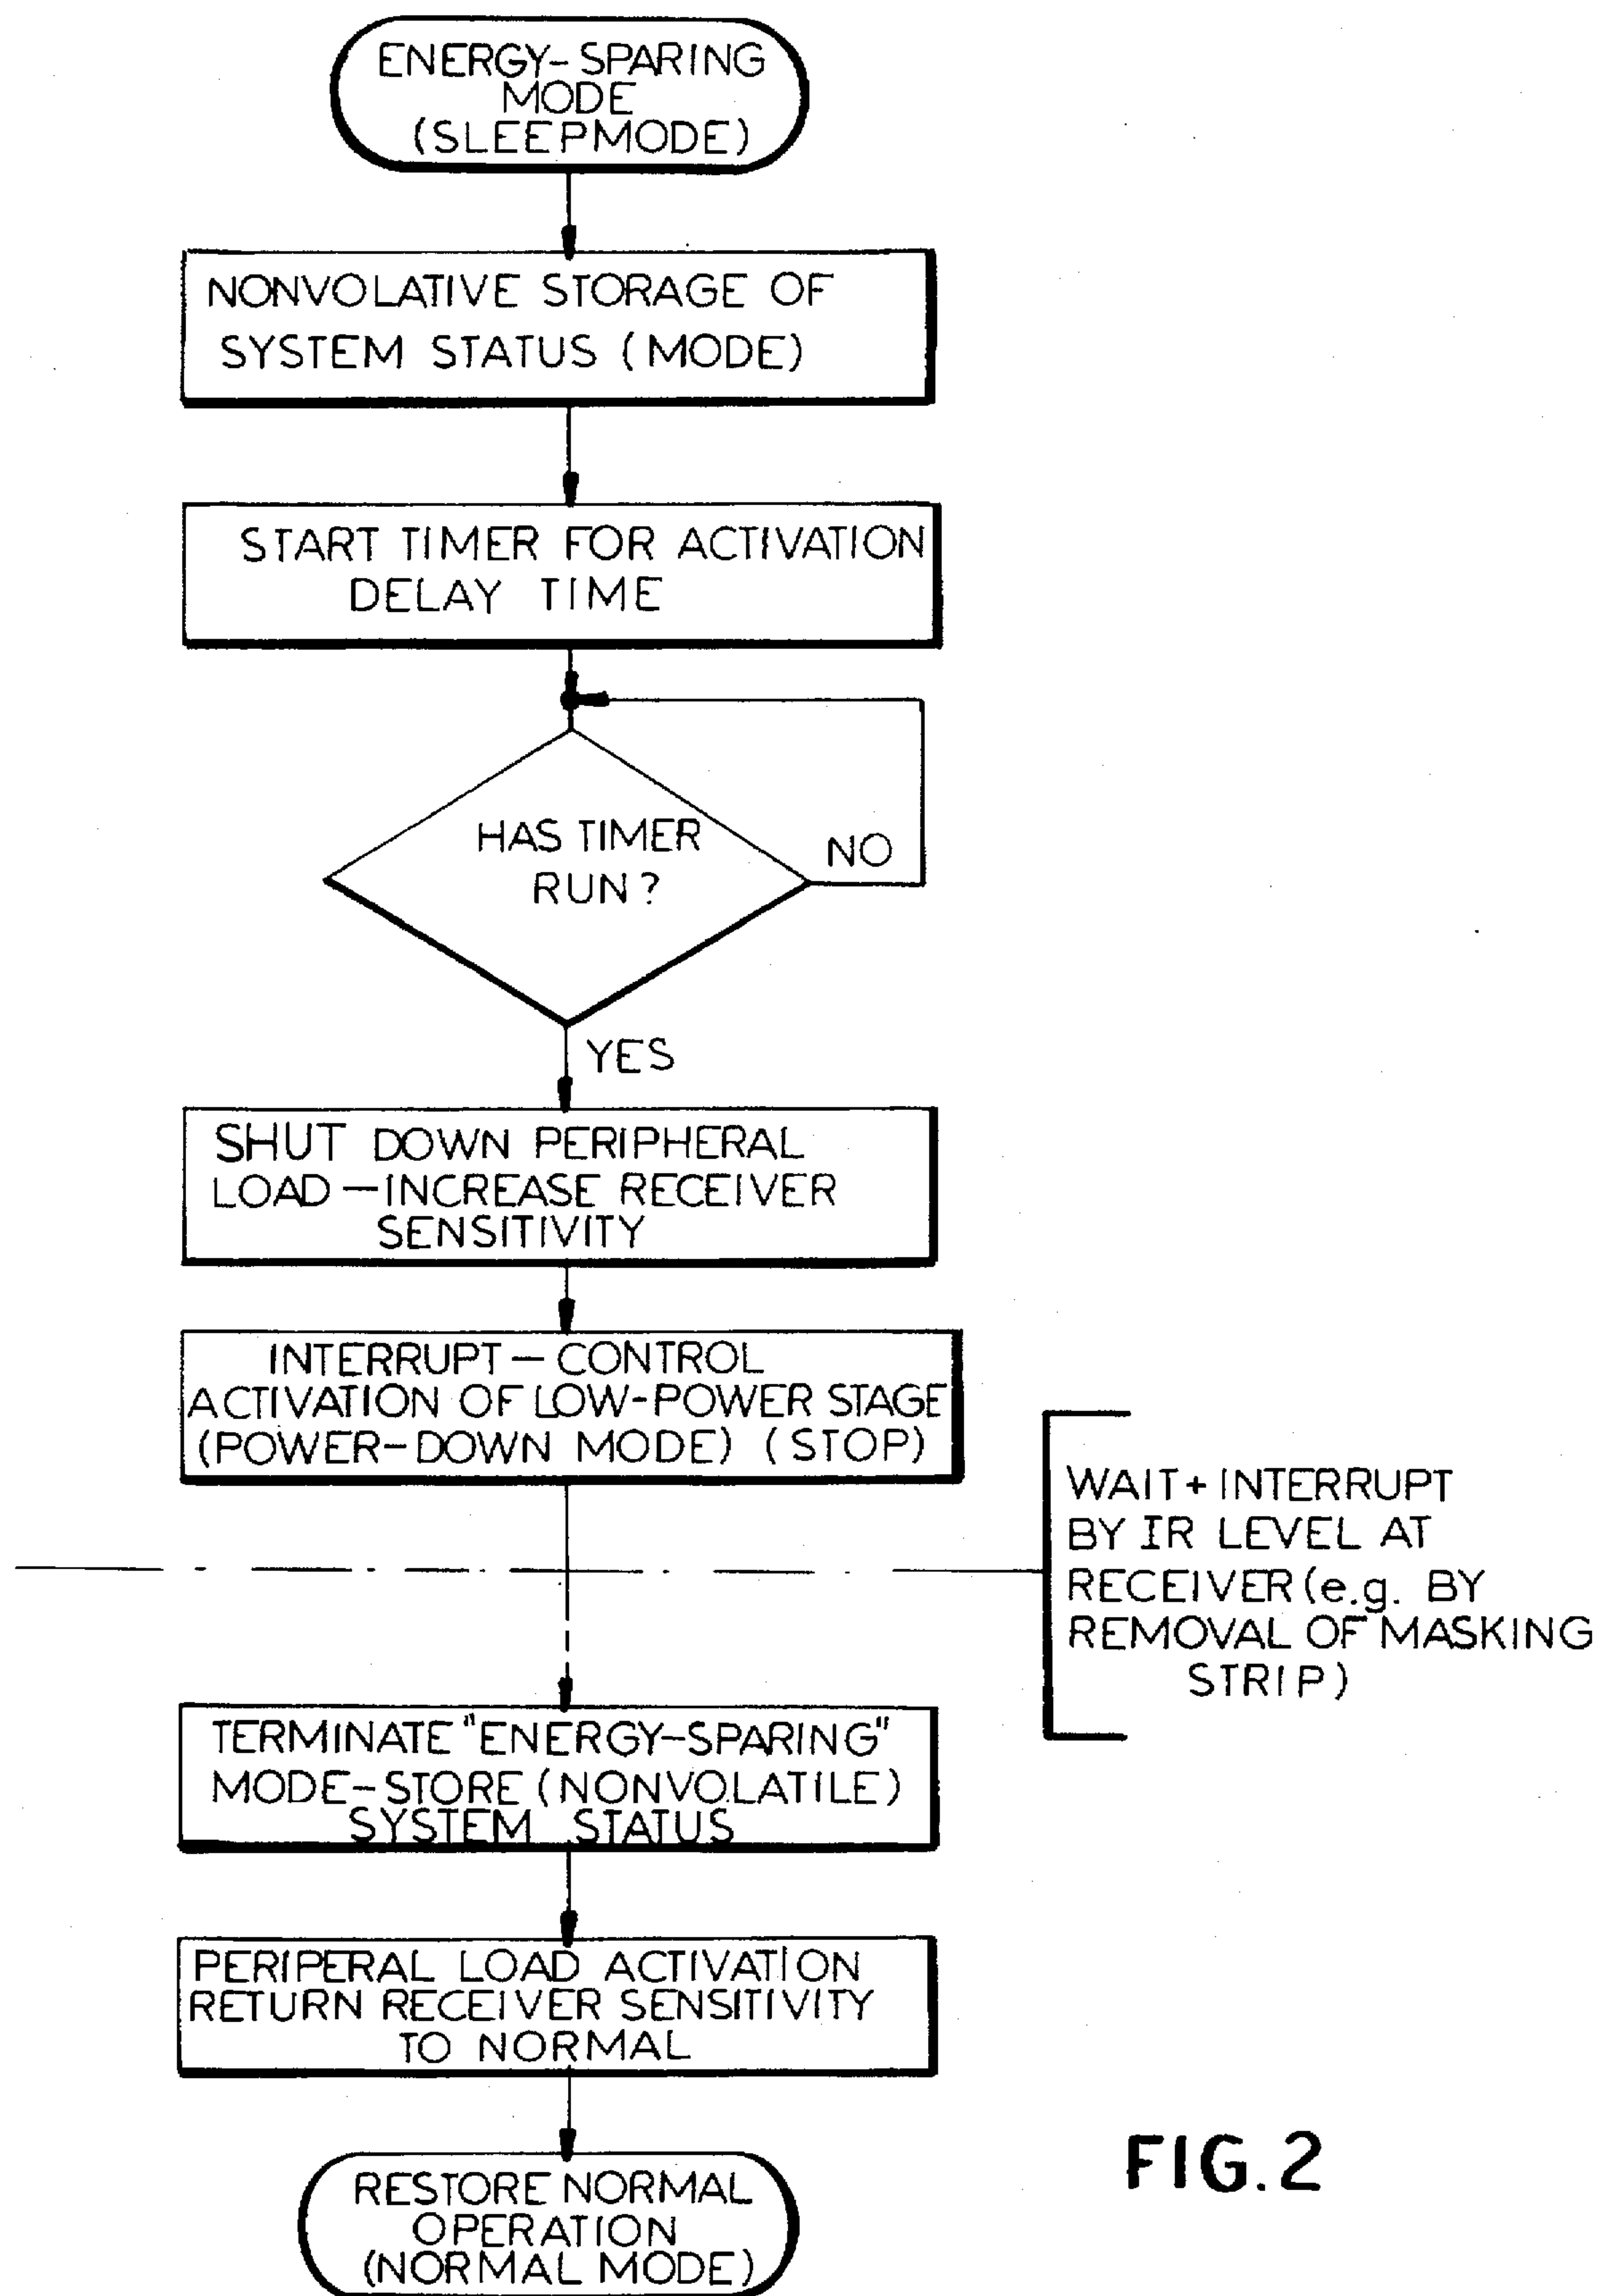 ENERGY-SPARING
MODE
(SLEEPMODE)
NONVOLATIVE STORAGE OF
SYSTEM STATUS (MODE)
START TIMER FOR ACTIVATION
DELAY TIME
HAS TIMER
RUN?
NO
YES
SHUT DOWN PERIPHERAL
LOAD—INCREASE RECEIVER
SENSITIVITY
INTERRUPT—CONTROL
ACTIVATION OF LOW-POWER STAGE
(POWER-DOWN MODE) (STOP)
WAIT+INTERRUPT
BY IR LEVEL AT
RECEIVER (e.g. BY
REMOVAL OF MASKING
STRIP)
TERMINATE "ENERGY-SPARING"
MODE-STORE (NONVOLATILE)
SYSTEM STATUS
PERIPERAL LOAD ACTIVATION
RETURN RECEIVER SENSITIVITY
TO NORMAL
RESTORE NORMAL
OPERATION
(NORMAL MODE)
FIG.2